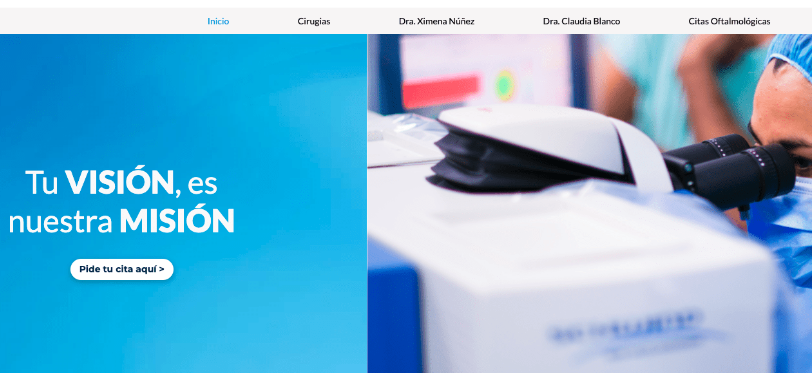 Inicio
Cirugias
Dra. Ximena Núñez
Dra. Claudia Blanco
Citas Oftalmológicas
Tu VISIÓN, es
nuestra MISIÓN
Pide tu cita aquí >